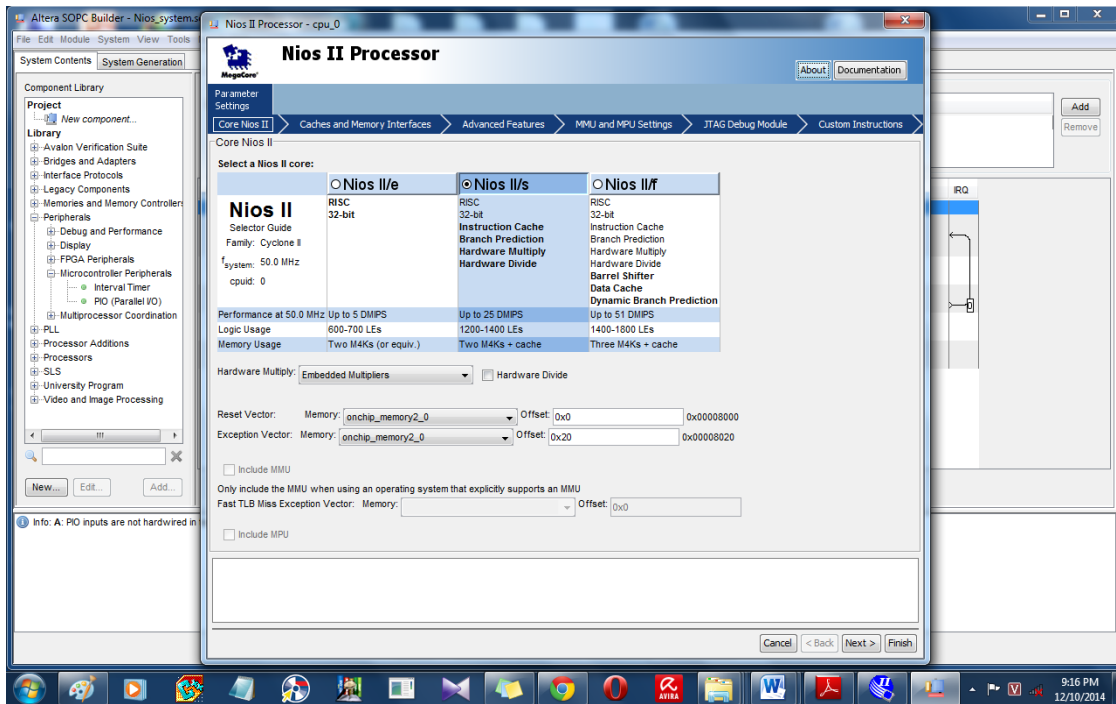 Altera SOPC Builder - Nios_system.s
File Edit Module System View Tools
System Contents System Generation
Component Library
Project
New component...
Library
Avalon Verification Suite
Bridges and Adapters
Interface Protocols
Legacy Components
Memories and Memory Controllers
Peripherals
Debug and Performance
Display
FPGA Peripherals
Microcontroller Peripherals
Interval Timer
PIO (Parallel I/O)
Multiprocessor Coordination
PLL
Processor Additions
Processors
SLS
University Program
Video and Image Processing
New... Edit... Add...
Info: A: PIO inputs are not hardwired in
Nios II Processor - cpu_0
MegaCore'
Nios II Processor
About Documentation
Parameter
Settings
Core Nios II Caches and Memory Interfaces Advanced Features MMU and MPU Settings JTAG Debug Module Custom Instructions
Core Nios II
Select a Nios II core:
Nios II/e Nios II/s Nios II/f
Nios II
Selector Guide
Family: Cyclone II
fsystem: 50.0 MHz
cpuid: 0
RISC
32-bit
RISC
32-bit
Instruction Cache
Branch Prediction
Hardware Multiply
Hardware Divide
RISC
32-bit
Instruction Cache
Branch Prediction
Hardware Multiply
Hardware Divide
Barrel Shifter
Data Cache
Dynamic Branch Prediction
Performance at 50.0 MHz Up to 5 DMIPS Up to 25 DMIPS Up to 51 DMIPS
Logic Usage 600-700 LEs 1200-1400 LEs 1400-1800 LEs
Memory Usage Two M4Ks (or equiv.) Two M4Ks + cache Three M4Ks + cache
Hardware Multiply: Embedded Multipliers Hardware Divide
Reset Vector: Memory: onchip_memory2_0 Offset: 0x0 0x00008000
Exception Vector: Memory: onchip_memory2_0 Offset: 0x20 0x00008020
Include MMU
Only include the MMU when using an operating system that explicitly supports an MMU
Fast TLB Miss Exception Vector: Memory: Offset: 0x0
Include MPU
Cancel < Back Next > Finish
Add
Remove
IRQ
AVIRA
W
II
V
9:16 PM
12/10/2014